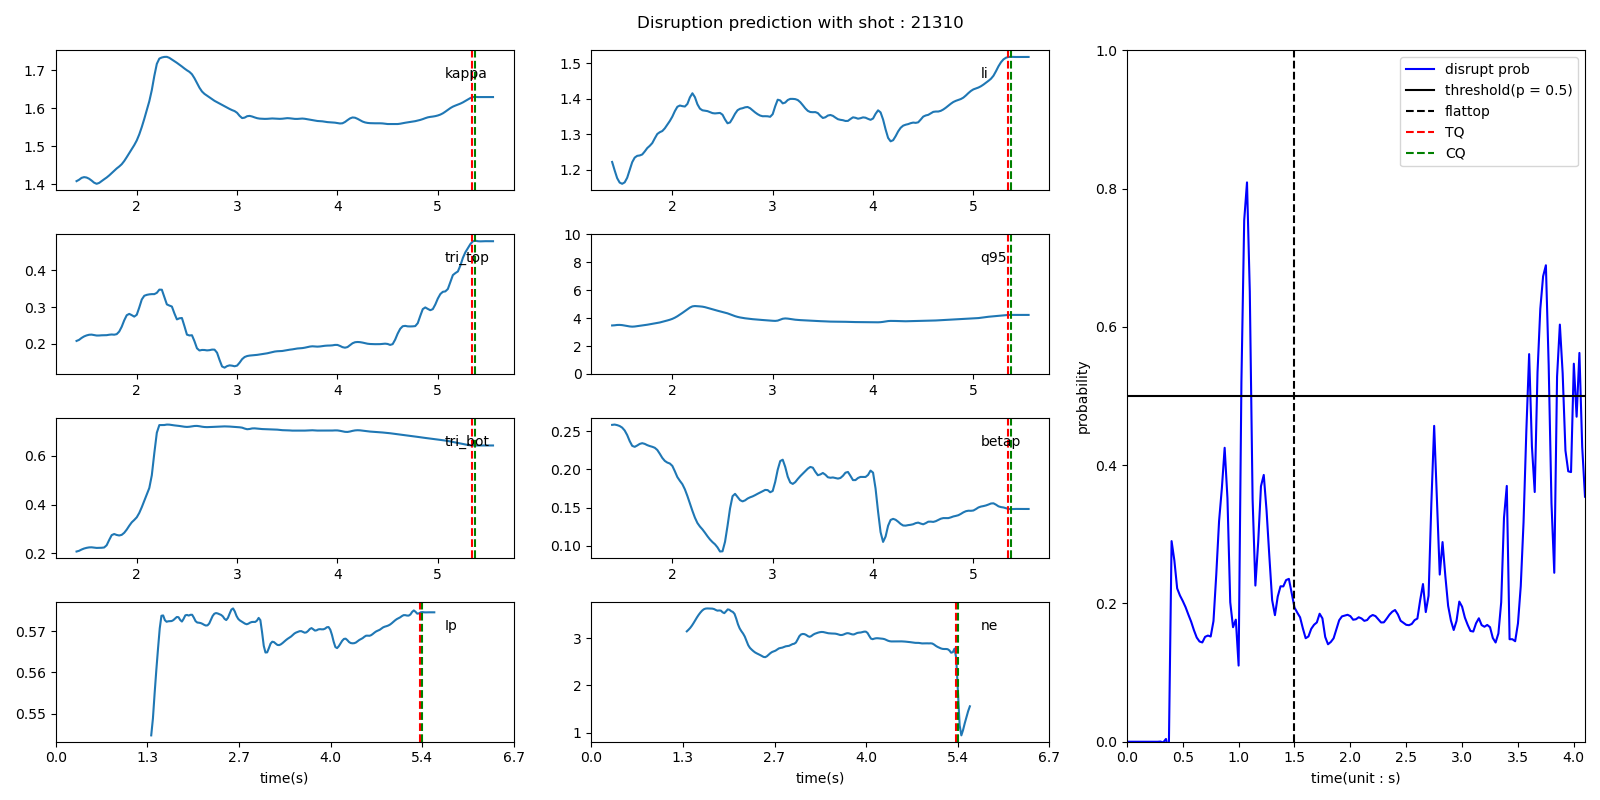 Disruption prediction with shot : 21310
1.7
1.6
1.5
1.4
kappa
2 3 4 5
1.5
1.4
1.3
1.2
li
2 3 4 5
0.4
0.3
0.2
tri_top
2 3 4 5
10
8
6
4
2
0
q95
2 3 4 5
0.6
0.4
0.2
tri_bot
2 3 4 5
0.25
0.20
0.15
0.10
betap
2 3 4 5
0.57
0.56
0.55
Ip
0.0 1.3 2.7 4.0 5.4 6.7
time(s)
3
2
1
ne
0.0 1.3 2.7 4.0 5.4 6.7
time(s)
1.0
0.8
0.6
0.4
0.2
0.0
probability
disrupt prob
threshold(p = 0.5)
flattop
TQ
CQ
0.0 0.5 1.0 1.5 2.0 2.5 3.0 3.5 4.0
time(unit : s)